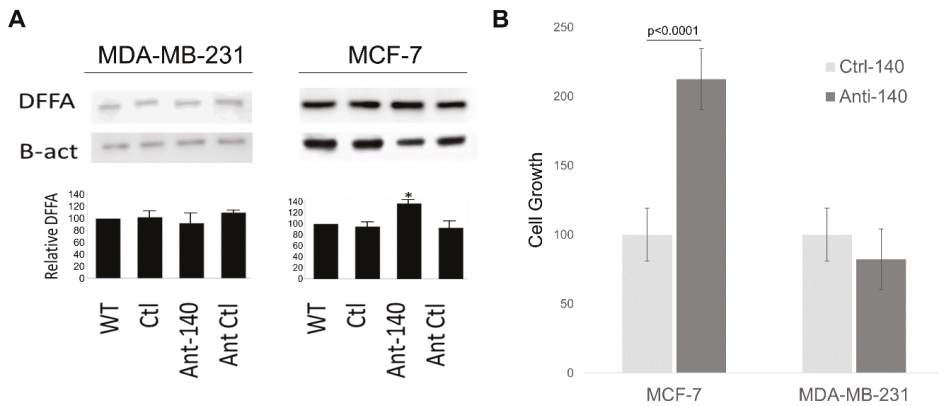 A
MDA-MB-231
MCF-7
DFFA
B-act
Relative DFFA
140
120
100
80
60
40
20
0
WT
Ctl
Ant-140
Ant Ctl
140
120
100
80
60
40
20
0
*
WT
Ctl
Ant-140
Ant Ctl
B
Cell Growth
250
200
150
100
50
0
p<0.0001
Ctrl-140
Anti-140
MCF-7
MDA-MB-231